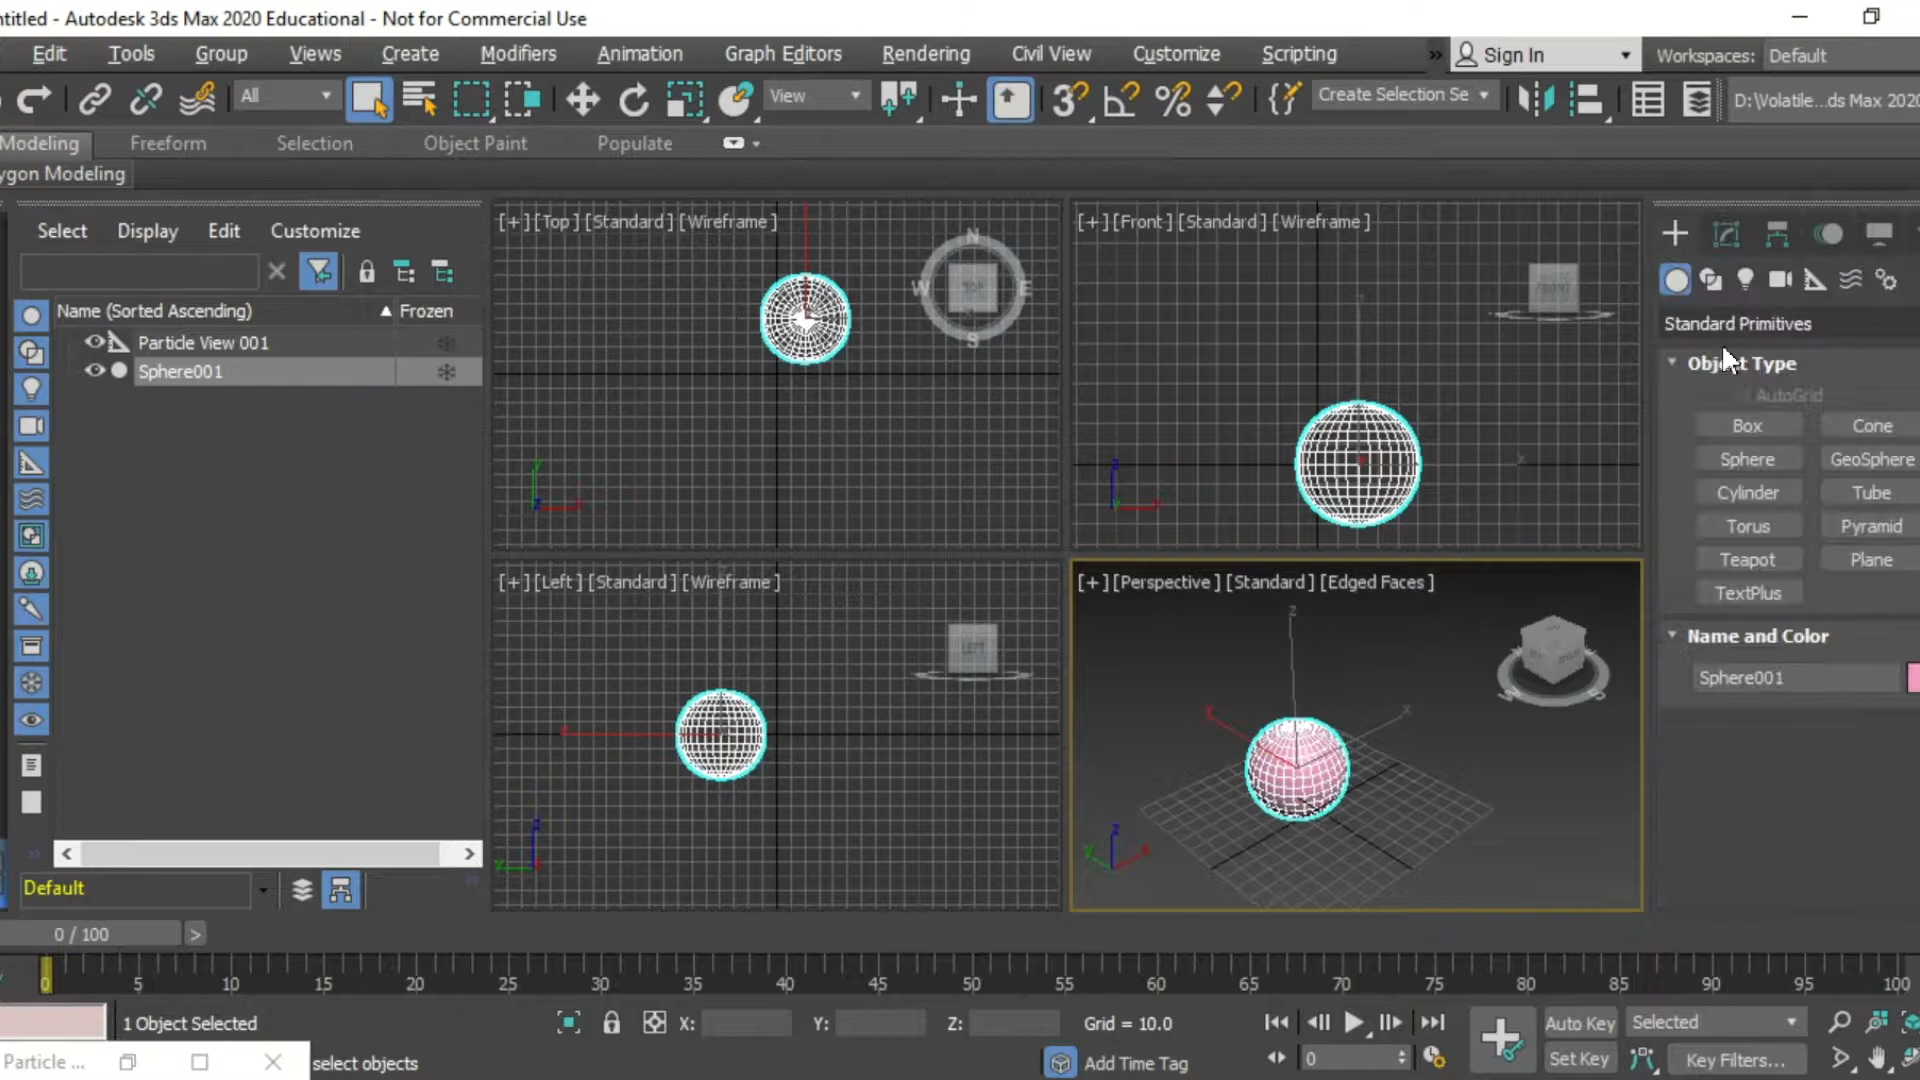 ntitled - Autodesk 3ds Max 2020 Educational - Not for Commercial Use
Edit Tools Group Views Create Modifiers Animation Graph Editors Rendering Civil View Customize Scripting » Sign In Workspaces: Default
All View 3 Create Selection Se D:\Volatile...ds Max 2020
Modeling Freeform Selection Object Paint Populate
ygon Modeling
Select Display Edit Customize
Name (Sorted Ascending) Frozen
Particle View 001
Sphere001
[+][Top][Standard][Wireframe]
N
W TOP E
S
[+][Front][Standard][Wireframe]
FRONT
[+][Left][Standard][Wireframe]
LEFT
[+][Perspective][Standard][Edged Faces]
Standard Primitives
Object Type
AutoGrid
Box Cone
Sphere GeoSphere
Cylinder Tube
Torus Pyramid
Teapot Plane
TextPlus
Name and Color
Sphere001
Default
0 / 100 >
0 5 10 15 20 25 30 35 40 45 50 55 60 65 70 75 80 85 90 95 100
1 Object Selected X: Y: Z: Grid = 10.0 Auto Key Selected
Particle ... select objects Add Time Tag 0 Set Key Key Filters...